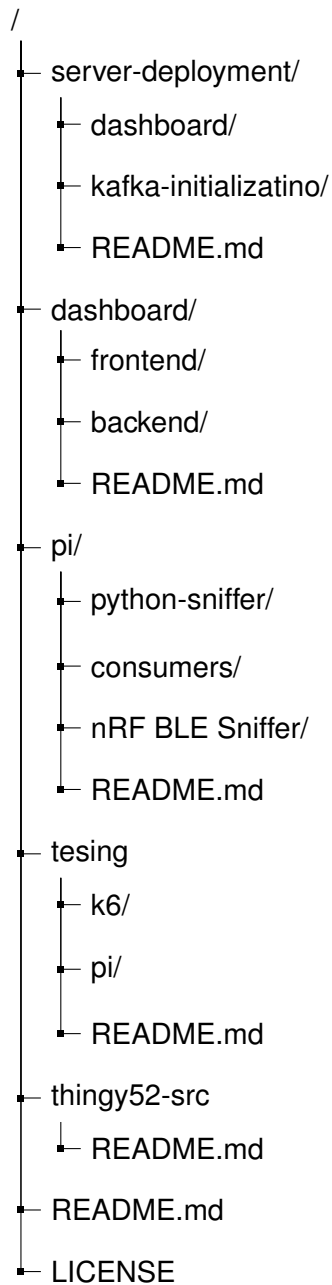 /
server-deployment/
dashboard/
kafka-initializatino/
README.md
dashboard/
frontend/
backend/
README.md
pi/
python-sniffer/
consumers/
nRF BLE Sniffer/
README.md
tesing
k6/
pi/
README.md
thingy52-src
README.md
README.md
LICENSE